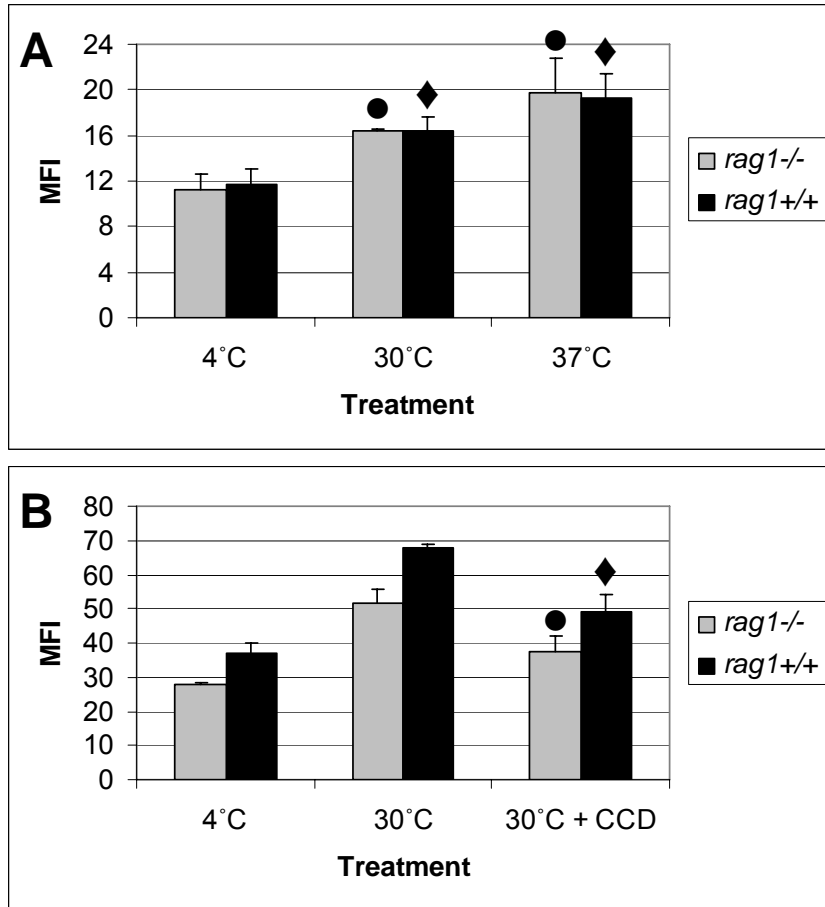 A
24
20
16
12
8
4
0
MFI
4˚C 30˚C 37˚C
Treatment
rag1-/-
rag1+/+
B
80
70
60
50
40
30
20
10
0
MFI
4˚C 30˚C 30˚C + CCD
Treatment
rag1-/-
rag1+/+